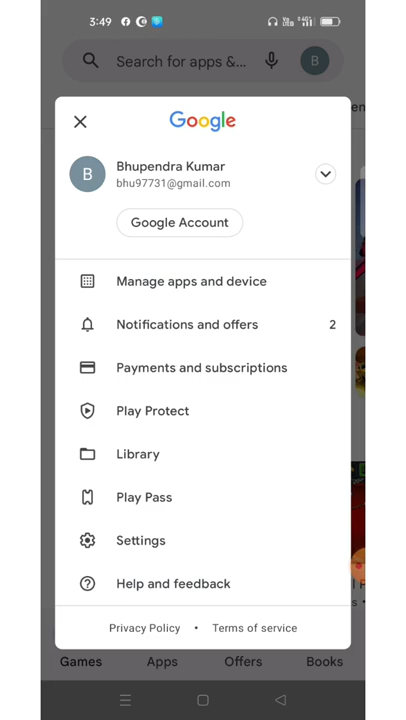 3:49
Search for apps &...
B
Google
B
Bhupendra Kumar
bhu97731@gmail.com
Google Account
Manage apps and device
Notifications and offers 2
Payments and subscriptions
Play Protect
Library
Play Pass
Settings
Help and feedback
Privacy Policy • Terms of service
Games Apps Offers Books